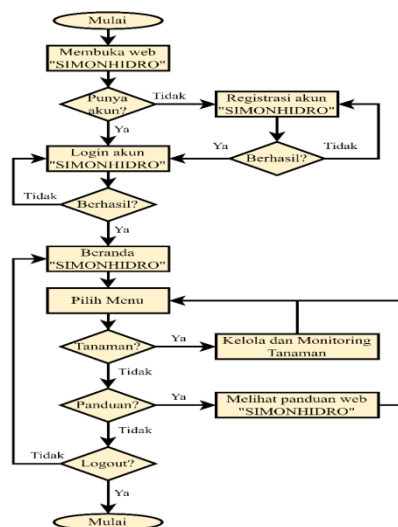 Mulai
Membuka web
"SIMONHIDRO"
Punya
akun?
Tidak
Registrasi akun
"SIMONHIDRO"
Ya
Login akun
"SIMONHIDRO"
Ya
Berhasil?
Tidak
Tidak
Berhasil?
Ya
Beranda
"SIMONHIDRO"
Pilih Menu
Tanaman?
Ya
Kelola dan Monitoring
Tanaman
Tidak
Panduan?
Ya
Melihat panduan web
"SIMONHIDRO"
Tidak
Tidak
Logout?
Ya
Mulai